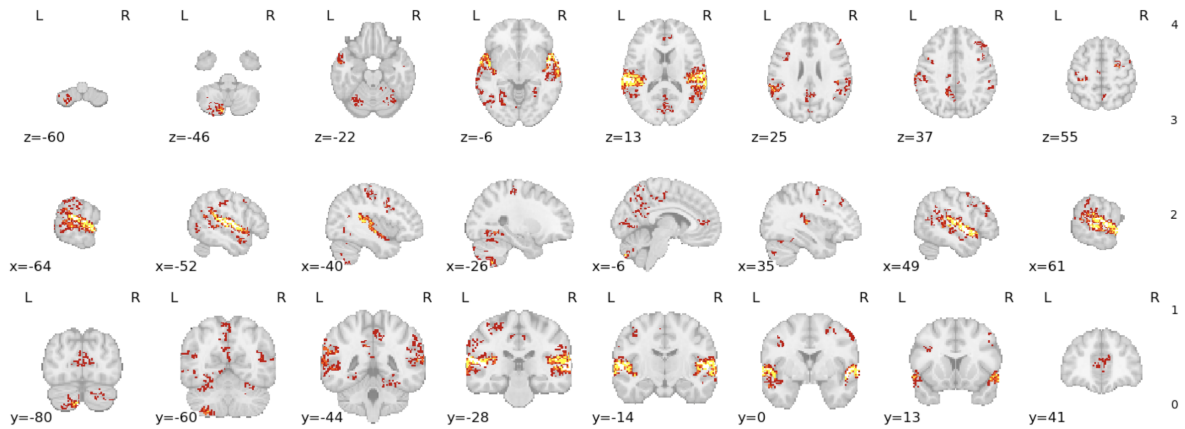 L R L R L R L R L R L R L R L R 4
z=-60 z=-46 z=-22 z=-6 z=13 z=25 z=37 z=55 3
2
x=-64 x=-52 x=-40 x=-26 x=-6 x=35 x=49 x=61
L R L R L R L R L R L R L R L R 1
y=-80 y=-60 y=-44 y=-28 y=-14 y=0 y=13 y=41 0